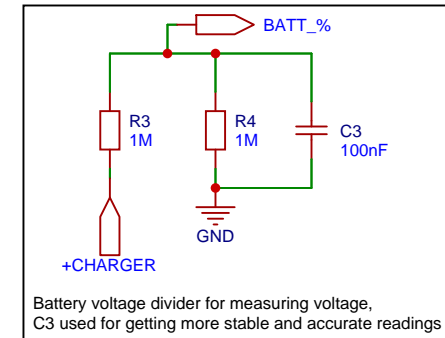 BATT_%
R3
1M
R4
1M
C3
100nF
GND
+CHARGER
Battery voltage divider for measuring voltage,
C3 used for getting more stable and accurate readings